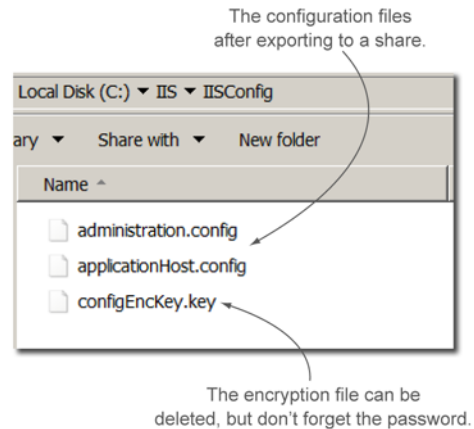 The configuration files
after exporting to a share.
Local Disk (C:) ▼ IIS ▼ IISConfig
ary ▼ Share with ▼ New folder
Name
administration.config
applicationHost.config
configEncKey.key
The encryption file can be
deleted, but don't forget the password.